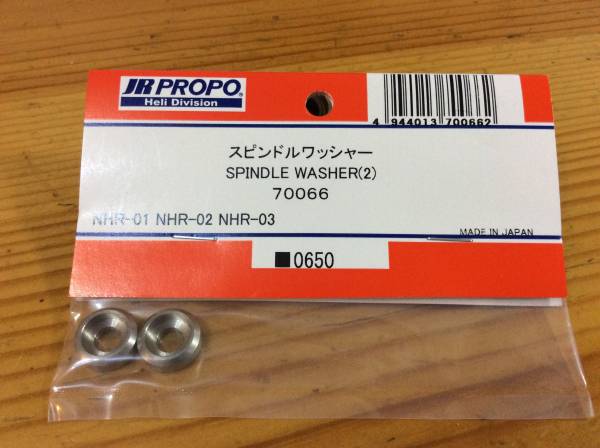 JR PROPO®
Heli Division
4 944013 700662
スピンドルワッシャー
SPINDLE WASHER(2)
70066
NHR-01 NHR-02 NHR-03
MADE IN JAPAN
■0650